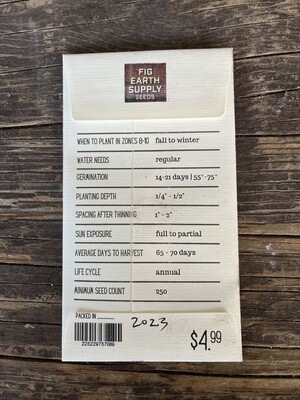 FIG
EARTH
SUPPLY
SEEDS
WHEN TO PLANT IN ZONES 8-10 fall to winter
WATER NEEDS regular
GERMINATION 14-21 days | 55° -75°
PLANTING DEPTH 1/4" - 1/2"
SPACING AFTER THINNING 1" - 2"
SUN EXPOSURE full to partial
AVERAGE DAYS TO HARVEST 65 - 70 days
LIFE CYCLE annual
MINIMUM SEED COUNT 250
PACKED IN 2023
225229757089
$4.99